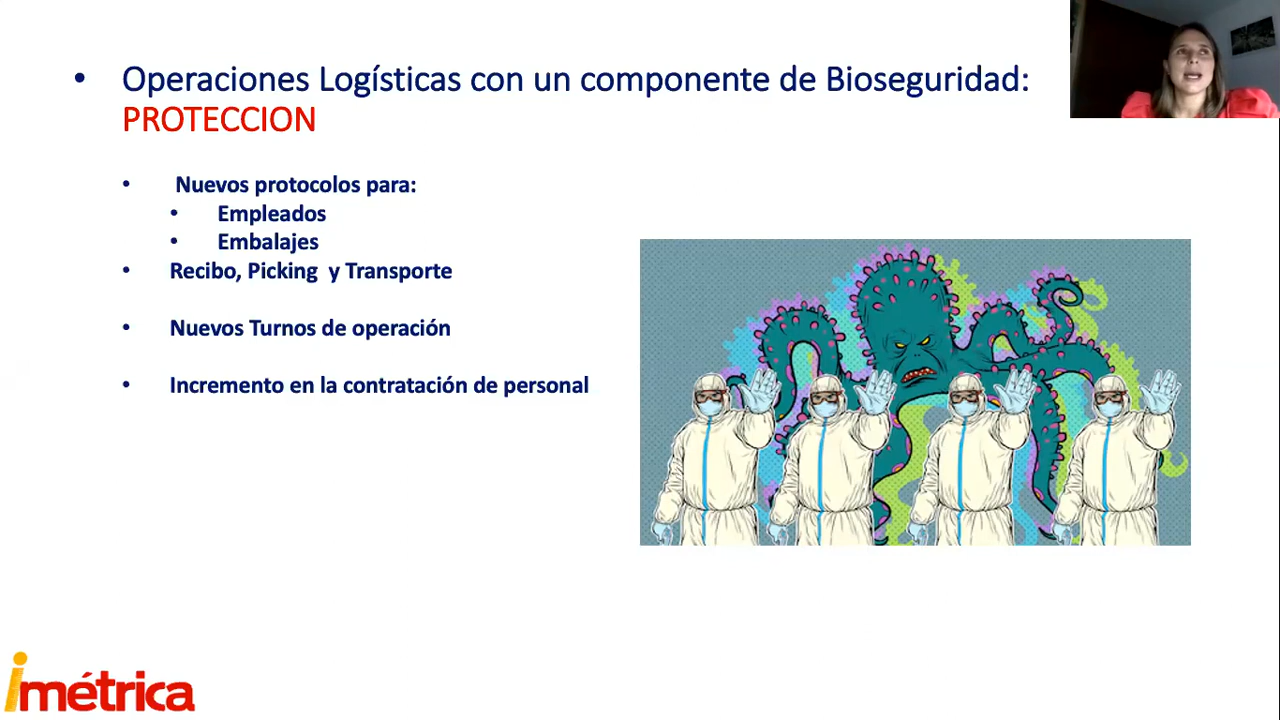 • Operaciones Logísticas con un componente de Bioseguridad:
PROTECCION
• Nuevos protocolos para:
• Empleados
• Embalajes
• Recibo, Picking y Transporte
• Nuevos Turnos de operación
• Incremento en la contratación de personal
imétrica